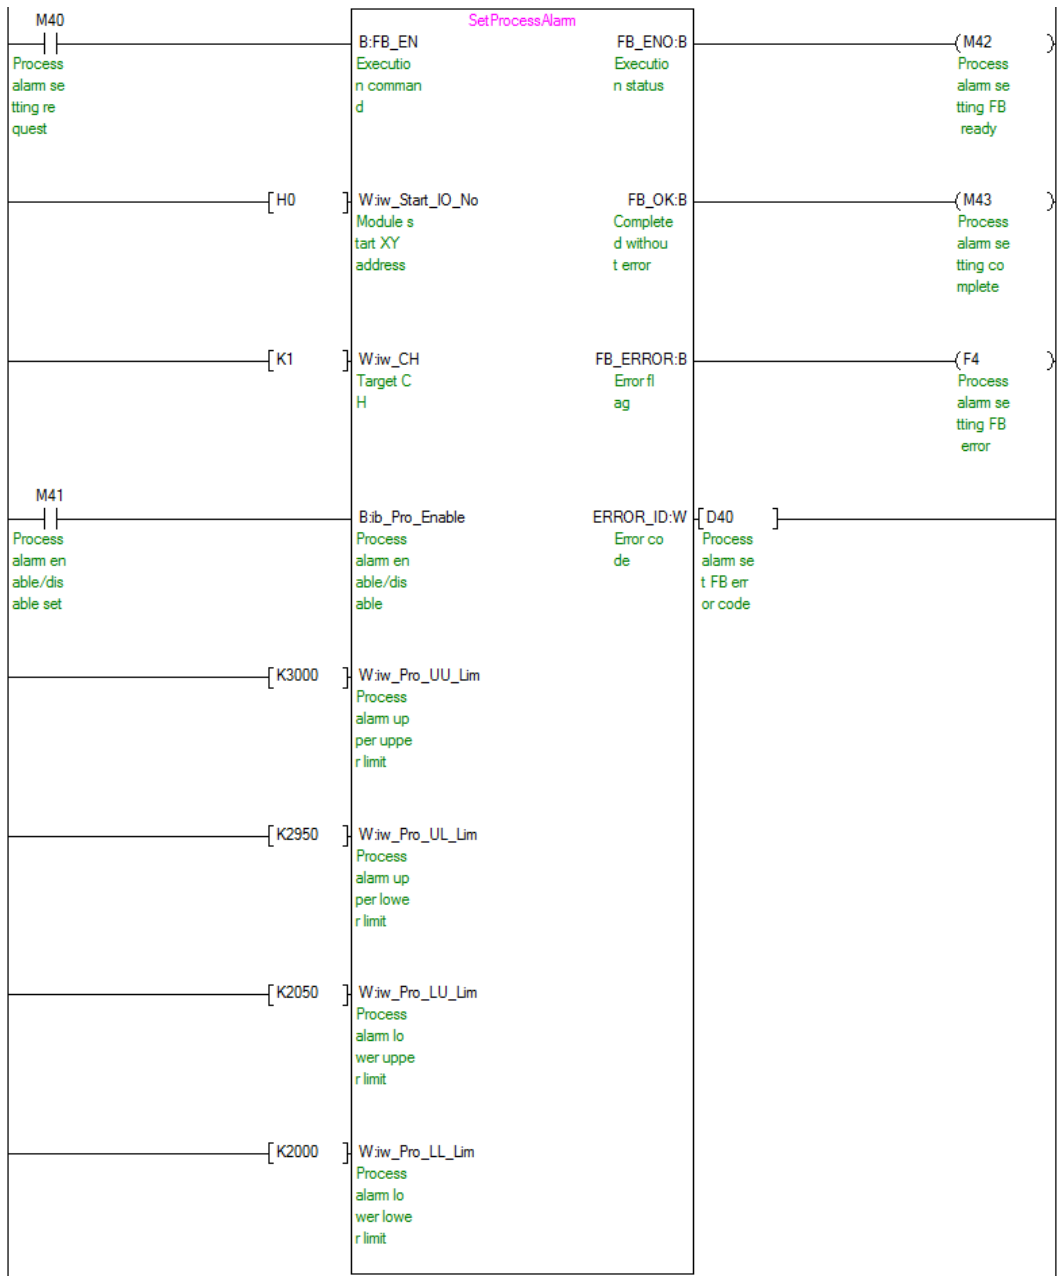 SetProcessAlarm
M40
B:FB_EN
FB_ENO:B
M42
Process
alarm se
tting re
quest
Executio
n comman
d
Executio
n status
Process
alarm se
tting FB
ready
H0
W:iw_Start_IO_No
FB_OK:B
M43
Module s
tart XY
address
Complete
d withou
t error
Process
alarm se
tting co
mplete
K1
W:iw_CH
FB_ERROR:B
F4
Target C
H
Error fl
ag
Process
alarm se
tting FB
error
M41
B:ib_Pro_Enable
ERROR_ID:W
D40
Process
alarm en
able/dis
able set
Process
alarm en
able/dis
able
Error co
de
Process
alarm se
t FB err
or code
K3000
W:iw_Pro_UU_Lim
Process
alarm up
per uppe
r limit
K2950
W:iw_Pro_UL_Lim
Process
alarm up
per lowe
r limit
K2050
W:iw_Pro_LU_Lim
Process
alarm lo
wer uppe
r limit
K2000
W:iw_Pro_LL_Lim
Process
alarm lo
wer lowe
r limit